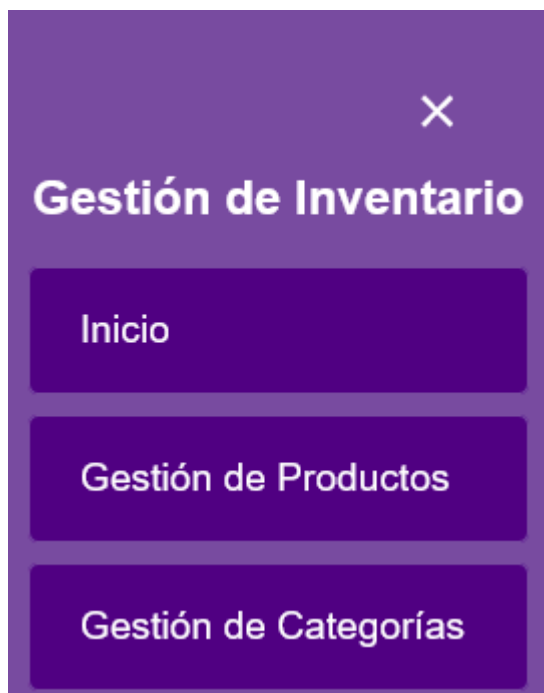 ×
Gestión de Inventario
Inicio
Gestión de Productos
Gestión de Categorías